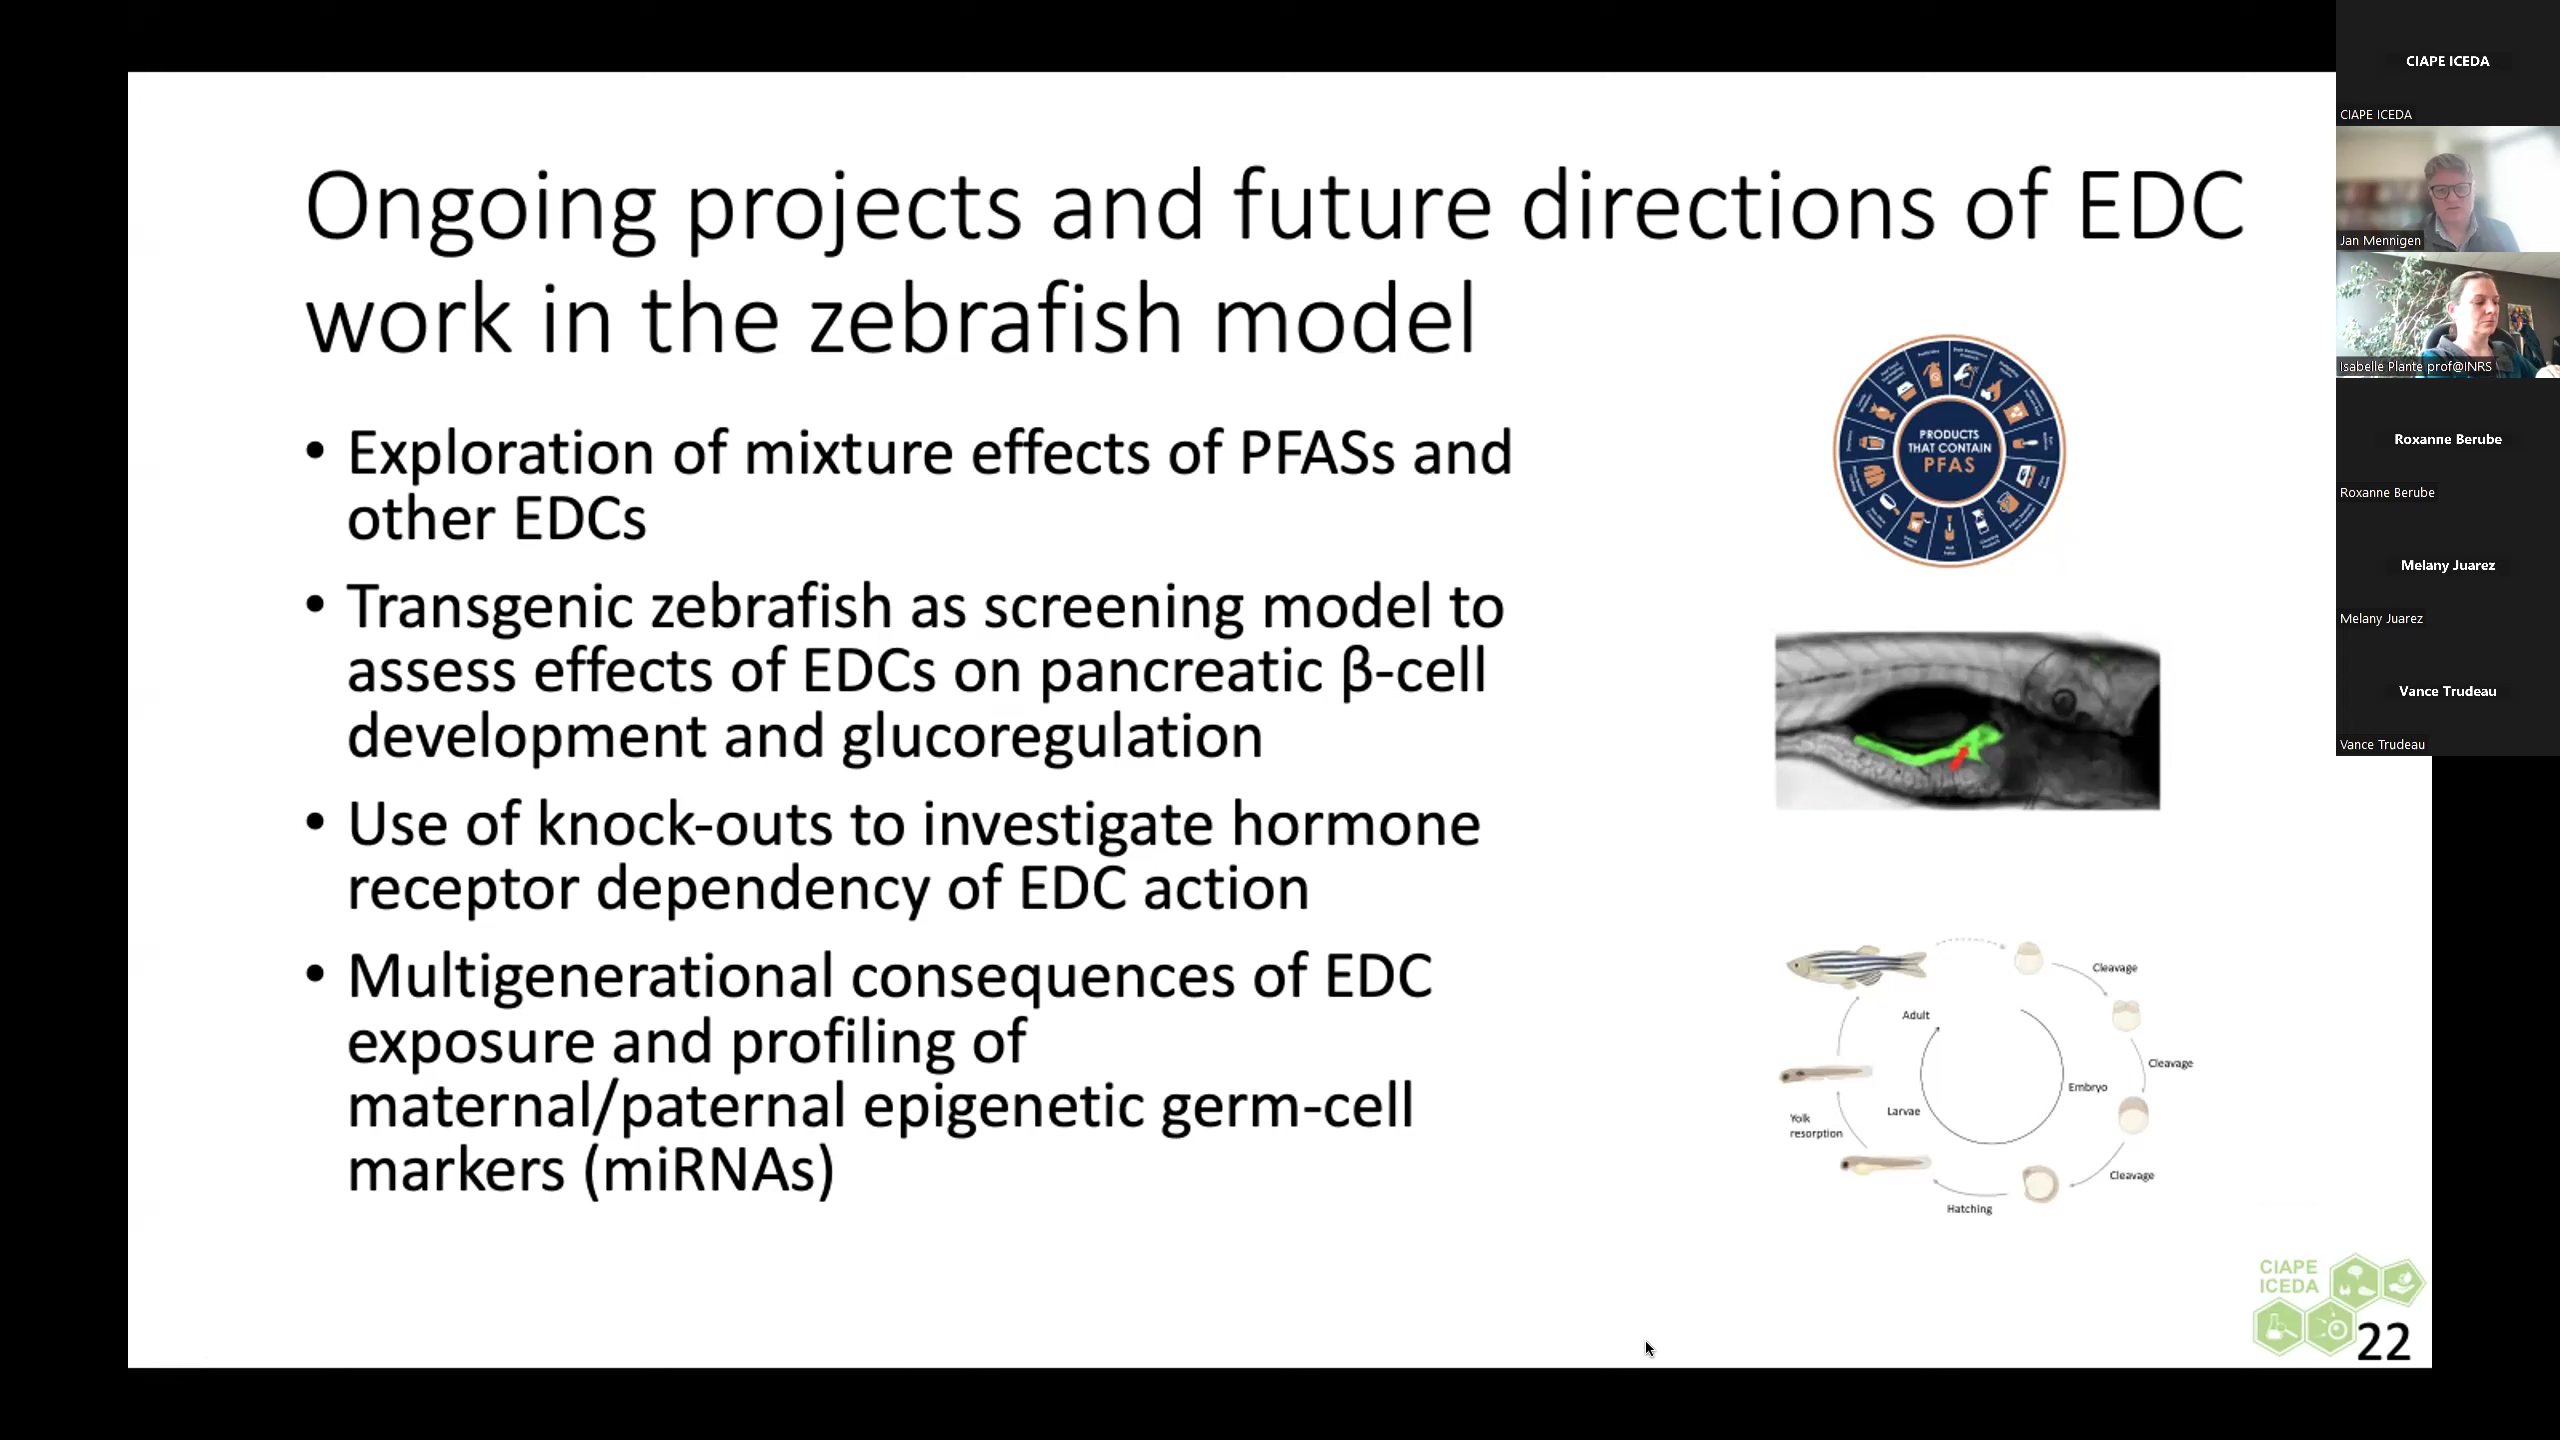 Ongoing projects and future directions of EDC
work in the zebrafish model
• Exploration of mixture effects of PFASs and
other EDCs
• Transgenic zebrafish as screening model to
assess effects of EDCs on pancreatic β-cell
development and glucoregulation
• Use of knock-outs to investigate hormone
receptor dependency of EDC action
• Multigenerational consequences of EDC
exposure and profiling of
maternal/paternal epigenetic germ-cell
markers (miRNAs)
PRODUCTS
THAT CONTAIN
PFAS
Cleavage
Adult
Cleavage
Embryo
Larvae
Yolk
resorption
Cleavage
Hatching
CIAPE
ICEDA
22
CIAPE ICEDA
CIAPE ICEDA
Jan Mennigen
Isabelle Plante prof@INRS
Roxanne Berube
Roxanne Berube
Melany Juarez
Melany Juarez
Vance Trudeau
Vance Trudeau